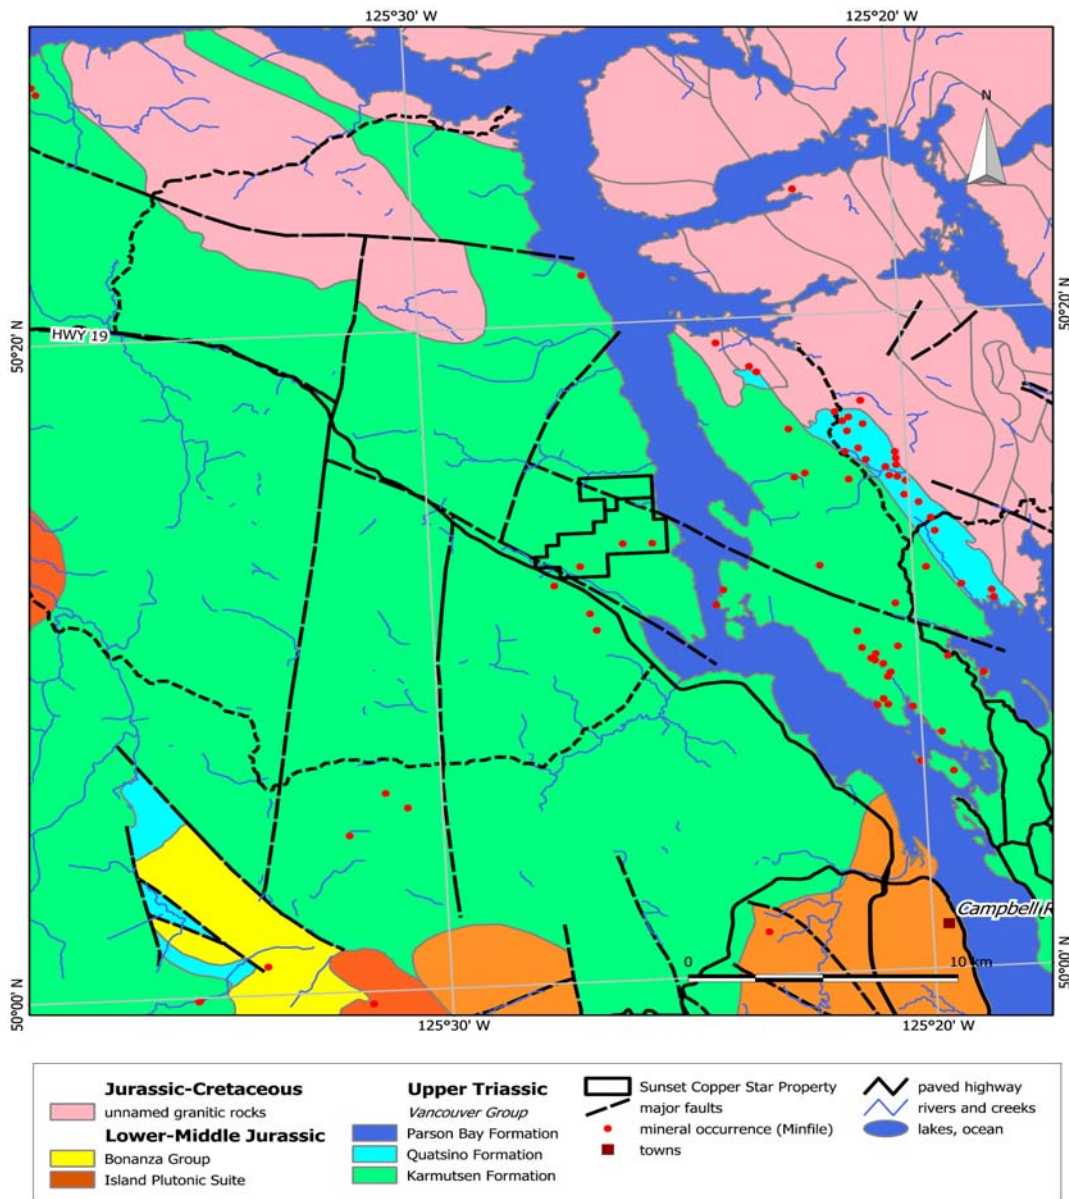 125°30' W
125°20' W
N
50°20' N
50°20' N
HWY 19
Campbell R
0
10 km
50°00' N
50°00' N
125°30' W
125°20' W
Jurassic-Cretaceous
unnamed granitic rocks
Lower-Middle Jurassic
Bonanza Group
Island Plutonic Suite
Upper Triassic
Vancouver Group
Parson Bay Formation
Quatsino Formation
Karmutsen Formation
Sunset Copper Star Property
major faults
mineral occurrence (Minfile)
towns
paved highway
rivers and creeks
lakes, ocean